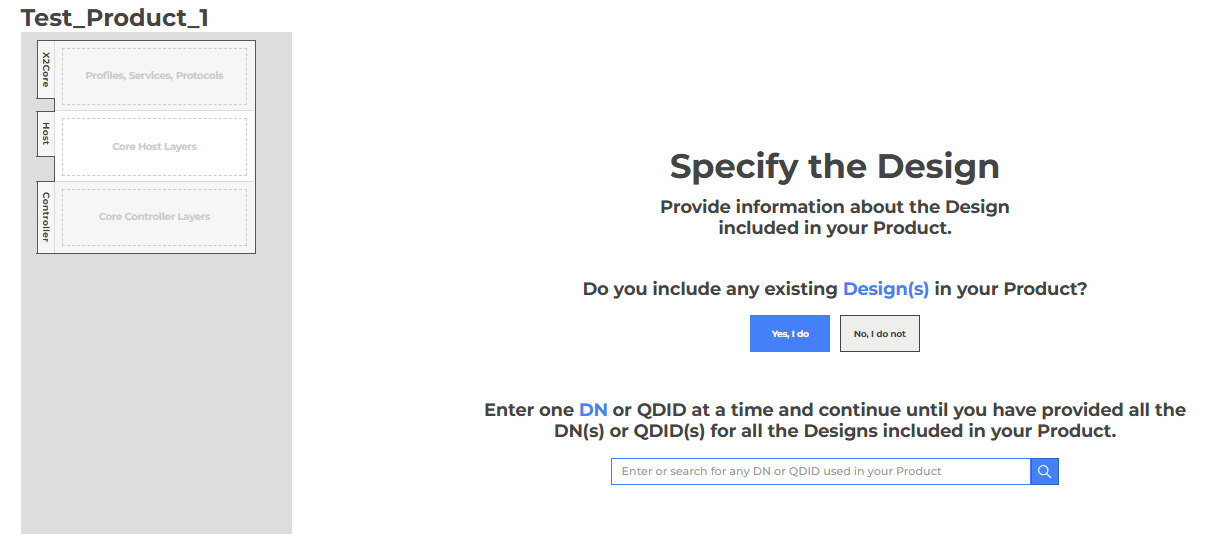 Test_Product_1
X2Core
Profiles, Services, Protocols
Host
Core Host Layers
Controller
Core Controller Layers
Specify the Design
Provide information about the Design
included in your Product.
Do you include any existing Design(s) in your Product?
Yes, I do
No, I do not
Enter one DN or QDID at a time and continue until you have provided all the
DN(s) or QDID(s) for all the Designs included in your Product.
Enter or search for any DN or QDID used in your Product